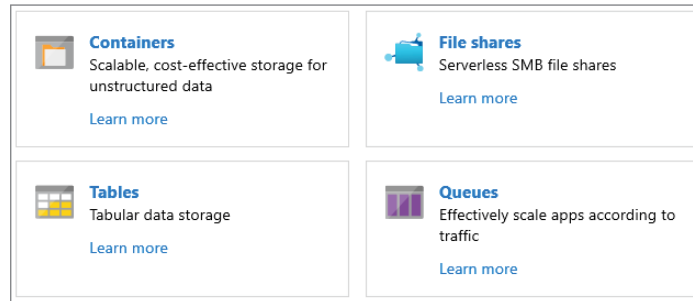 Containers
Scalable, cost-effective storage for
unstructured data
Learn more
File shares
Serverless SMB file shares
Learn more
Tables
Tabular data storage
Learn more
Queues
Effectively scale apps according to
traffic
Learn more